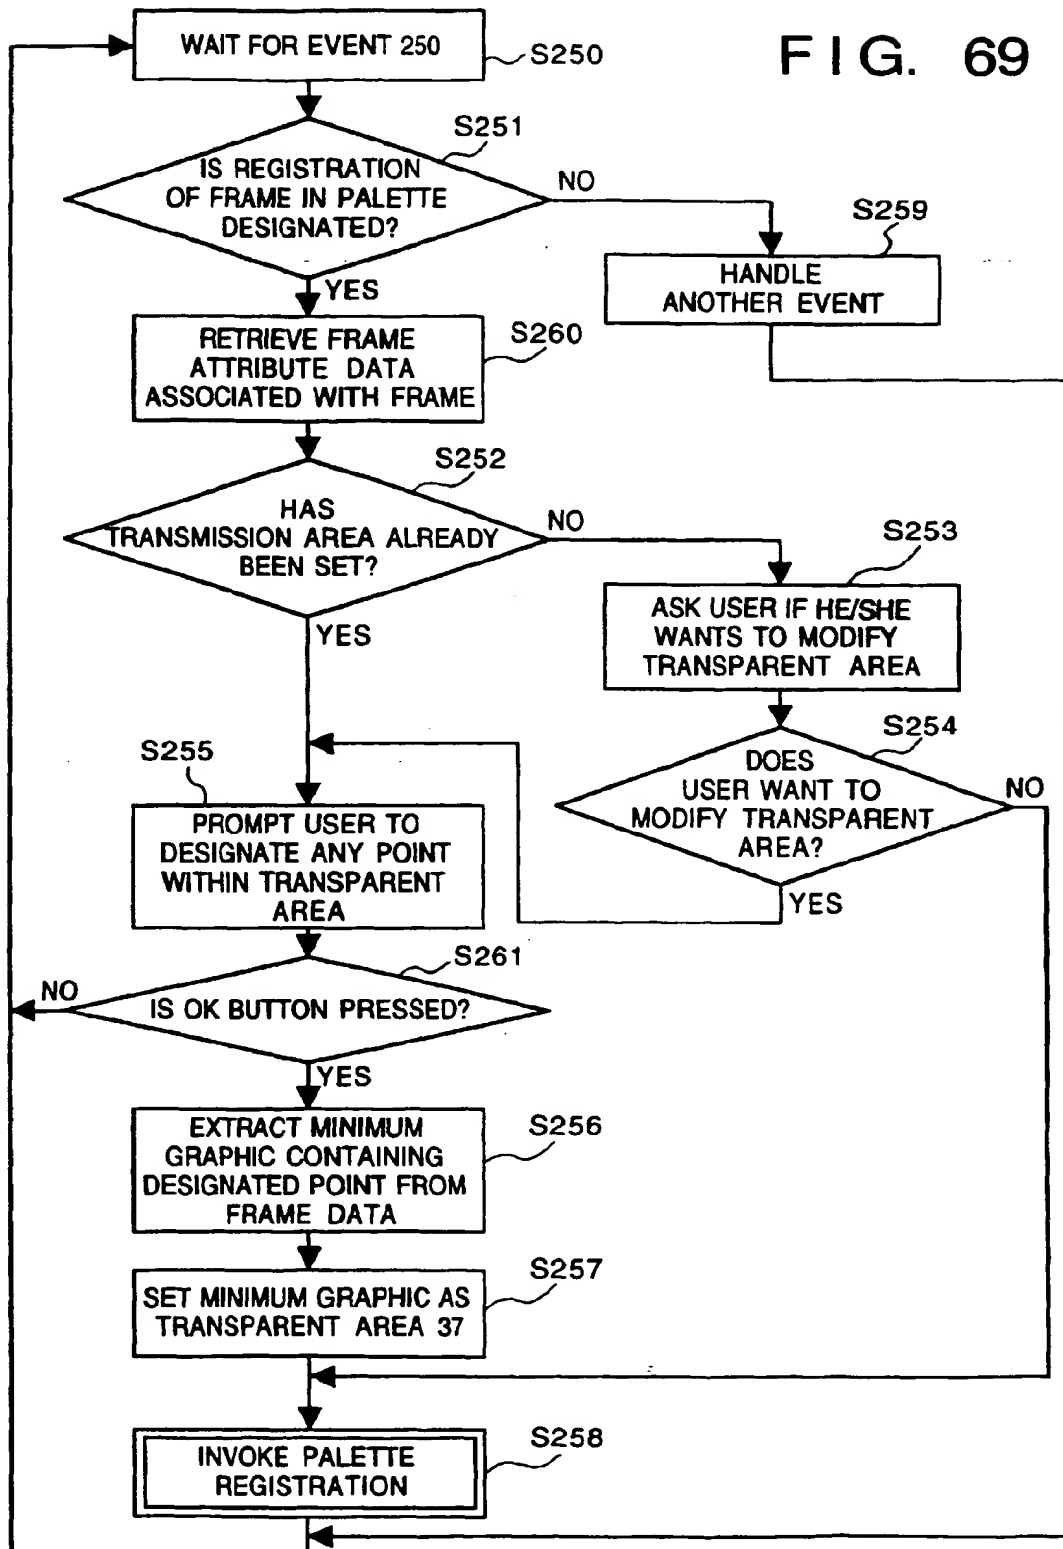 FIG. 69
WAIT FOR EVENT 250
S250
S251
IS REGISTRATION
OF FRAME IN PALETTE
DESIGNATED?
NO
YES
S259
HANDLE
ANOTHER EVENT
S260
RETRIEVE FRAME
ATTRIBUTE DATA
ASSOCIATED WITH FRAME
S252
HAS
TRANSMISSION AREA ALREADY
BEEN SET?
NO
YES
S253
ASK USER IF HE/SHE
WANTS TO MODIFY
TRANSPARENT AREA
S254
DOES
USER WANT TO
MODIFY TRANSPARENT
AREA?
NO
YES
S255
PROMPT USER TO
DESIGNATE ANY POINT
WITHIN TRANSPARENT
AREA
S261
IS OK BUTTON PRESSED?
NO
YES
S256
EXTRACT MINIMUM
GRAPHIC CONTAINING
DESIGNATED POINT FROM
FRAME DATA
S257
SET MINIMUM GRAPHIC AS
TRANSPARENT AREA 37
S258
INVOKE PALETTE
REGISTRATION